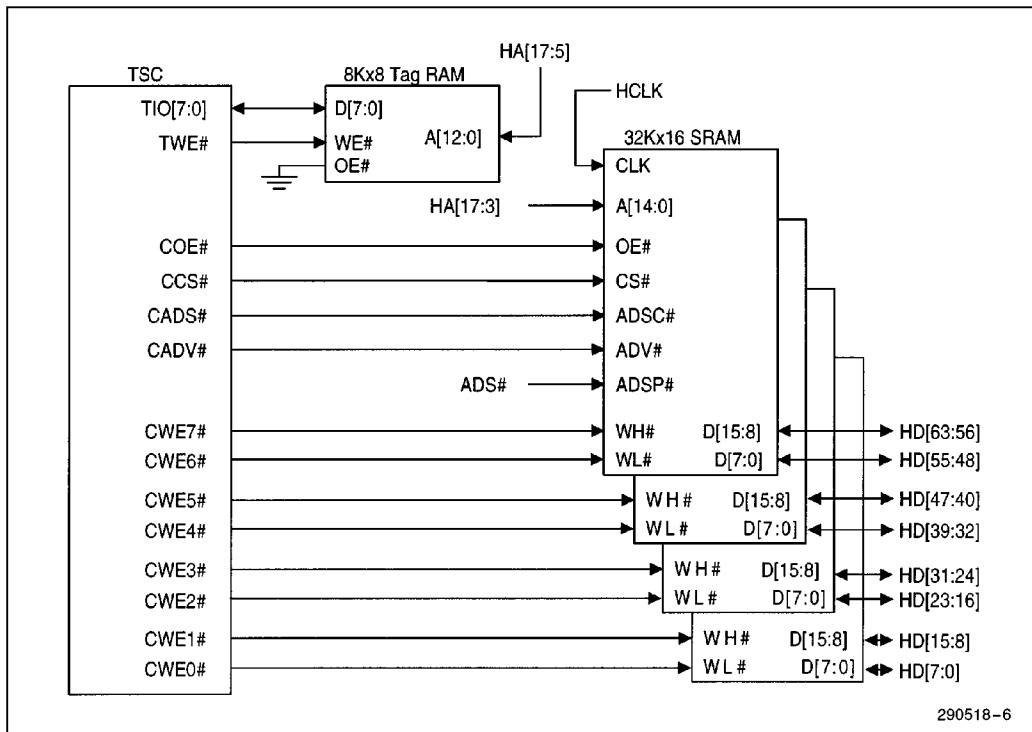 HA[17:5]
TSC
8Kx8 Tag RAM
HCLK
TIO[7:0]
D[7:0]
A[12:0]
TWE#
WE#
OE#
32Kx16 SRAM
CLK
HA[17:3]
A[14:0]
COE#
OE#
CCS#
CS#
CADS#
ADSC#
CADV#
ADV#
ADS#
ADSP#
CWE7#
WH#
D[15:8]
HD[63:56]
CWE6#
WL#
D[7:0]
HD[55:48]
CWE5#
WH#
D[15:8]
HD[47:40]
CWE4#
WL#
D[7:0]
HD[39:32]
CWE3#
WH#
D[15:8]
HD[31:24]
CWE2#
WL#
D[7:0]
HD[23:16]
CWE1#
WH#
D[15:8]
HD[15:8]
CWE0#
WL#
D[7:0]
HD[7:0]
290518-6